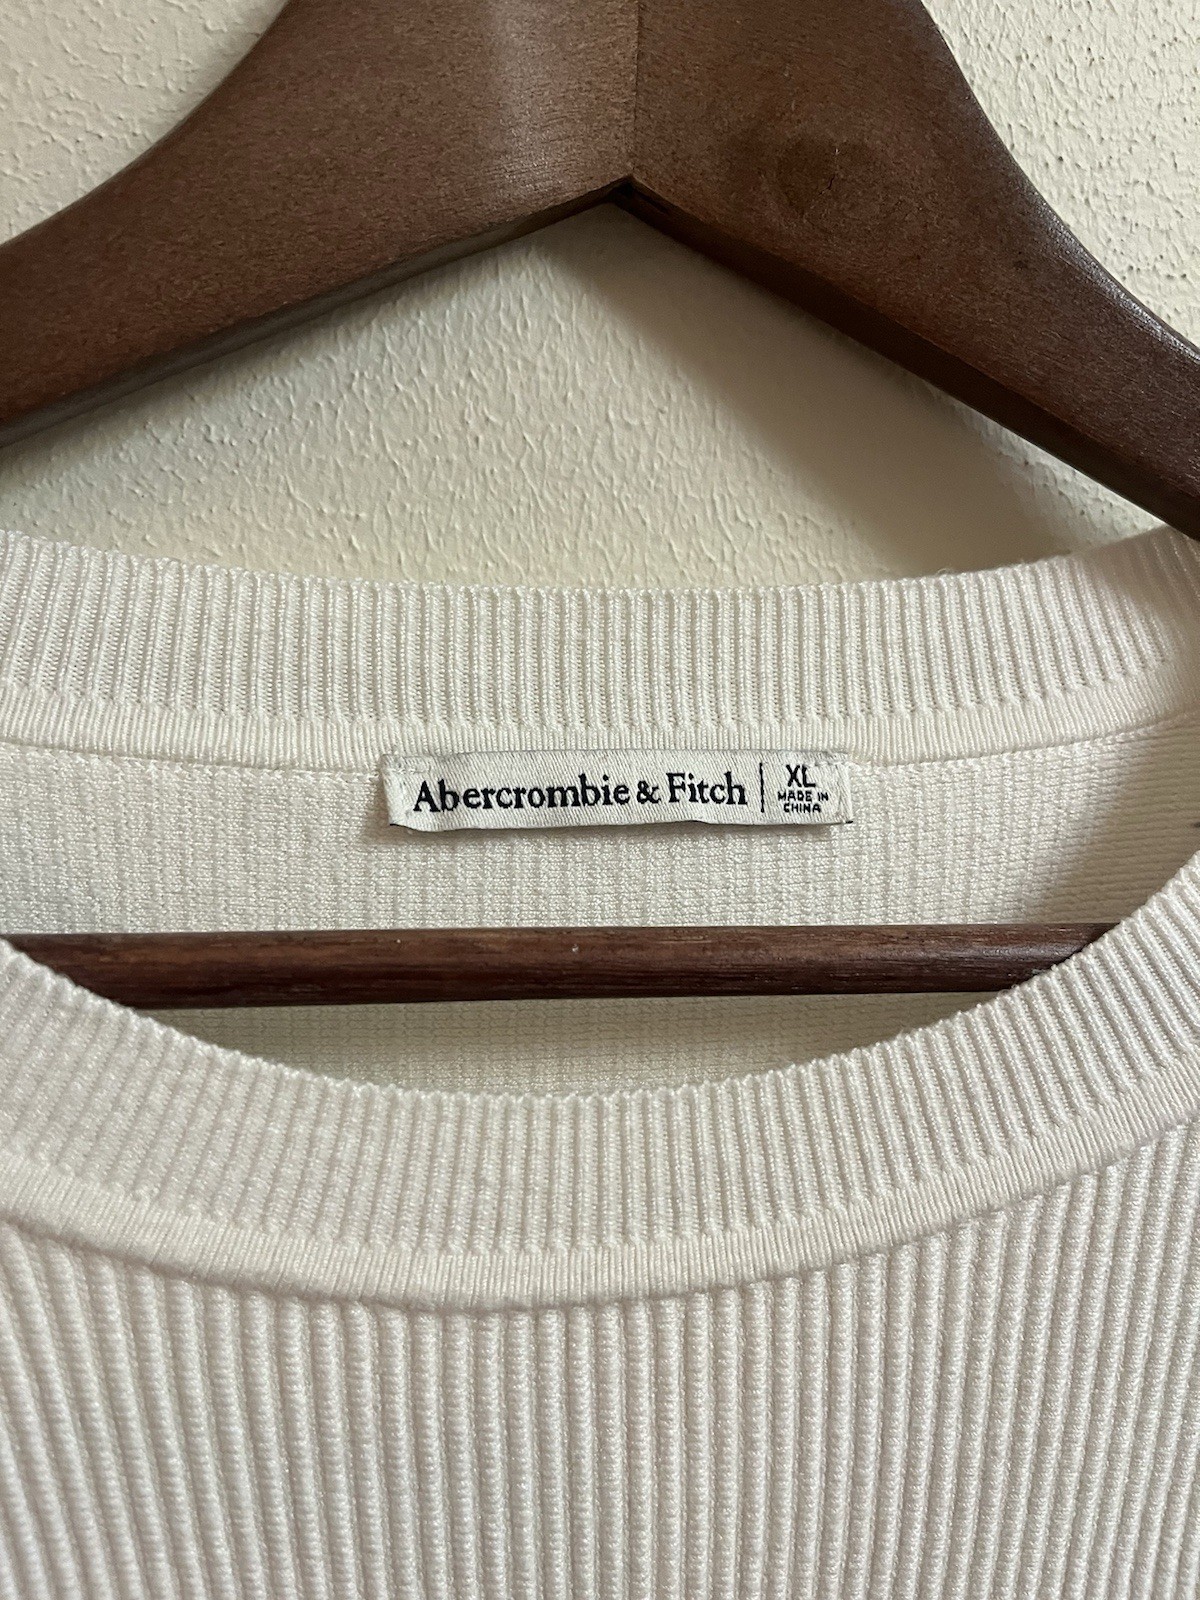 Abercrombie & Fitch | XL
MADE IN
CHINA